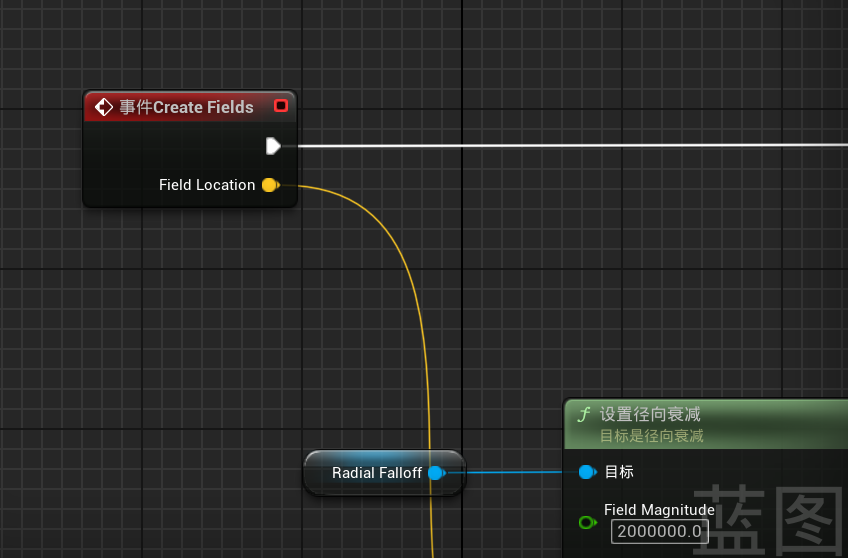 事件Create Fields
Field Location
设置径向衰减
目标是径向衰减
Radial Falloff
目标
Field Magnitude
2000000.0
蓝图